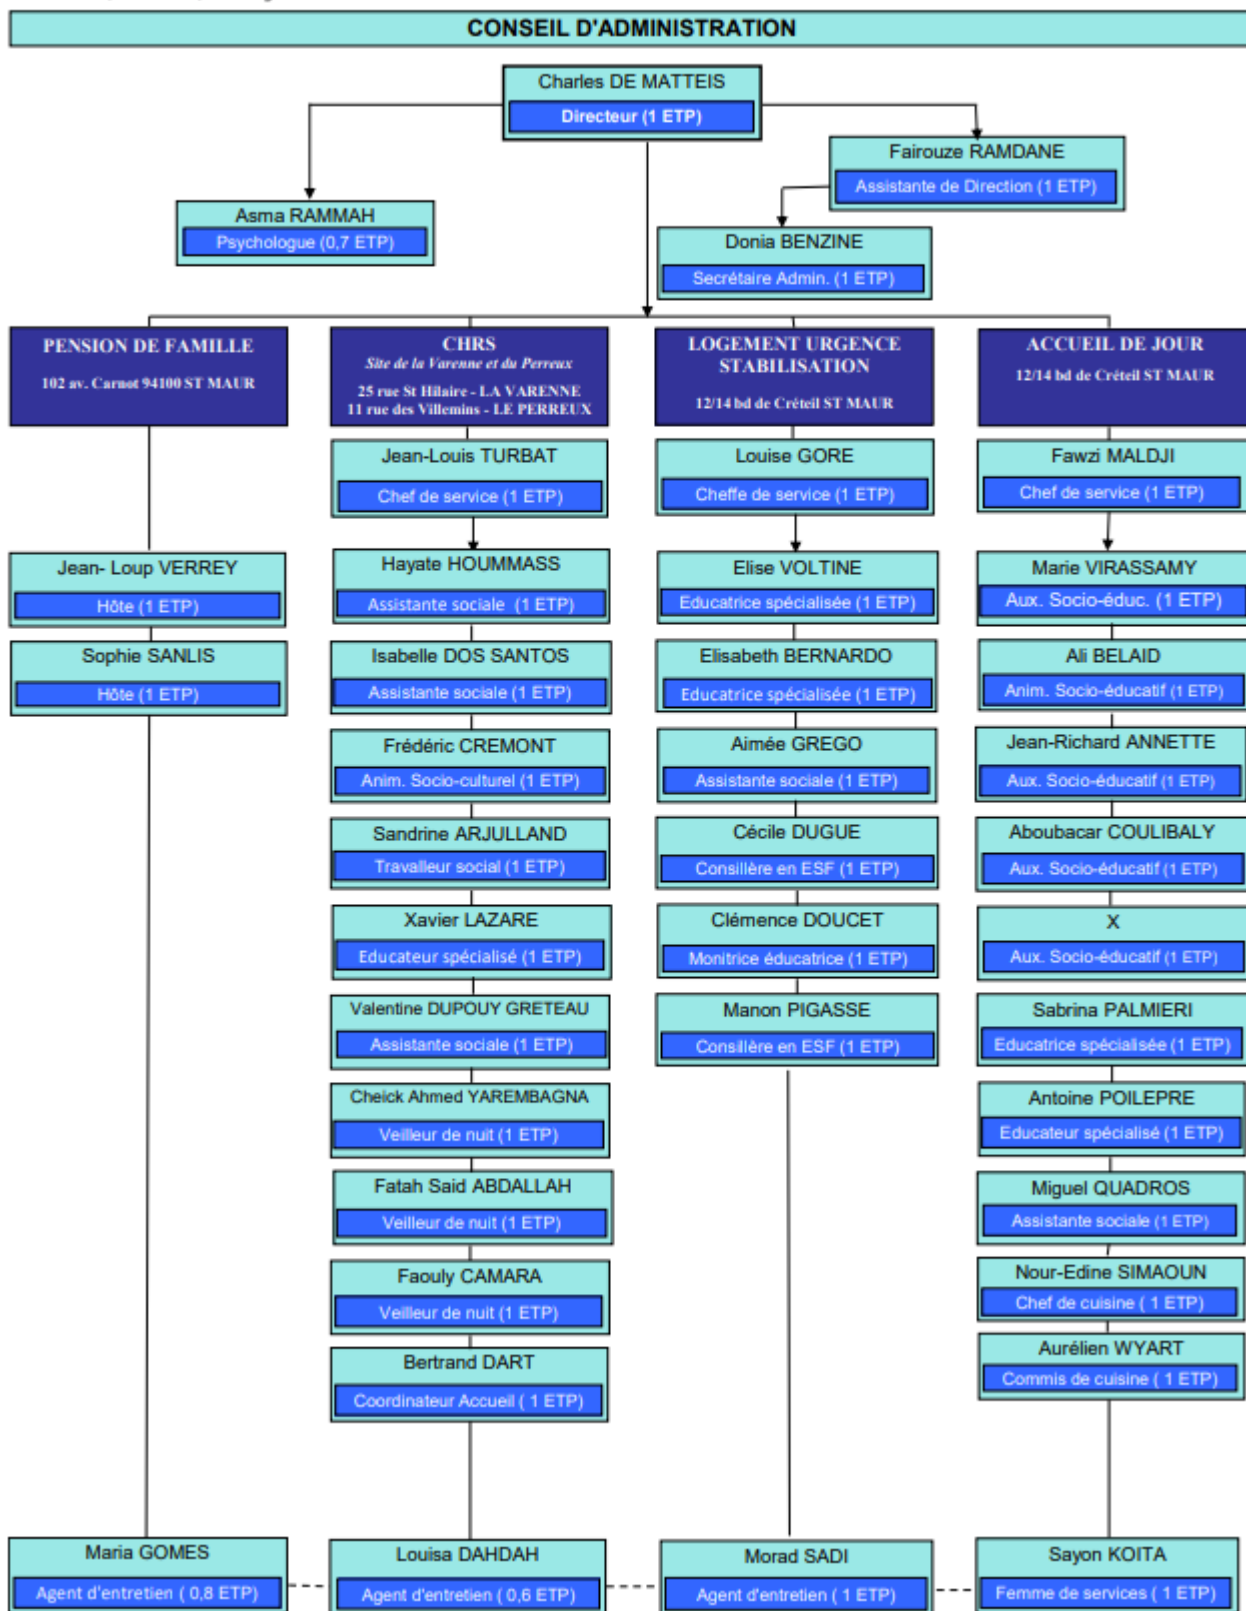 CONSEIL D'ADMINISTRATION
Charles DE MATTEIS
Directeur (1 ETP)
Fairouze RAMDANE
Assistante de Direction (1 ETP)
Asma RAMMAH
Psychologue (0,7 ETP)
Donia BENZINE
Secrétaire Admin. (1 ETP)
PENSION DE FAMILLE
102 av. Carnot 94100 ST MAUR
Jean- Loup VERREY
Hôte (1 ETP)
Sophie SANLIS
Hôte (1 ETP)
Maria GOMES
Agent d'entretien ( 0,8 ETP)
CHRS
Site de la Varenne et du Perreux
25 rue St Hilaire - LA VARENNE
11 rue des Villemins - LE PERREUX
Jean-Louis TURBAT
Chef de service (1 ETP)
Hayate HOUMMASS
Assistante sociale (1 ETP)
Isabelle DOS SANTOS
Assistante sociale (1 ETP)
Frédéric CREMONT
Anim. Socio-culturel (1 ETP)
Sandrine ARJULLAND
Travailleur social (1 ETP)
Xavier LAZARE
Educateur spécialisé (1 ETP)
Valentine DUPOUY GRETEAU
Assistante sociale (1 ETP)
Cheick Ahmed YAREMBAGNA
Veilleur de nuit (1 ETP)
Fatah Said ABDALLAH
Veilleur de nuit (1 ETP)
Faouly CAMARA
Veilleur de nuit (1 ETP)
Bertrand DART
Coordinateur Accueil ( 1 ETP)
Louisa DAHDAH
Agent d'entretien ( 0,6 ETP)
LOGEMENT URGENCE
STABILISATION
12/14 bd de Créteil ST MAUR
Louise GORE
Cheffe de service (1 ETP)
Elise VOLTINE
Educatrice spécialisée (1 ETP)
Elisabeth BERNARDO
Educatrice spécialisée (1 ETP)
Aimée GREGO
Assistante sociale (1 ETP)
Cécile DUGUE
Consillère en ESF (1 ETP)
Clémence DOUCET
Monitrice éducatrice (1 ETP)
Manon PIGASSE
Consillère en ESF (1 ETP)
Morad SADI
Agent d'entretien ( 1 ETP)
ACCUEIL DE JOUR
12/14 bd de Créteil ST MAUR
Fawzi MALDJI
Chef de service (1 ETP)
Marie VIRASSAMY
Aux. Socio-éduc. (1 ETP)
Ali BELAID
Anim. Socio-éducatif (1 ETP)
Jean-Richard ANNETTE
Aux. Socio-éducatif (1 ETP)
Aboubacar COULIBALY
Aux. Socio-éducatif (1 ETP)
X
Aux. Socio-éducatif (1 ETP)
Sabrina PALMIERI
Educatrice spécialisée (1 ETP)
Antoine POILEPRE
Educateur spécialisé (1 ETP)
Miguel QUADROS
Assistante sociale (1 ETP)
Nour-Edine SIMAOUN
Chef de cuisine ( 1 ETP)
Aurélien WYART
Commis de cuisine ( 1 ETP)
Sayon KOITA
Femme de services ( 1 ETP)